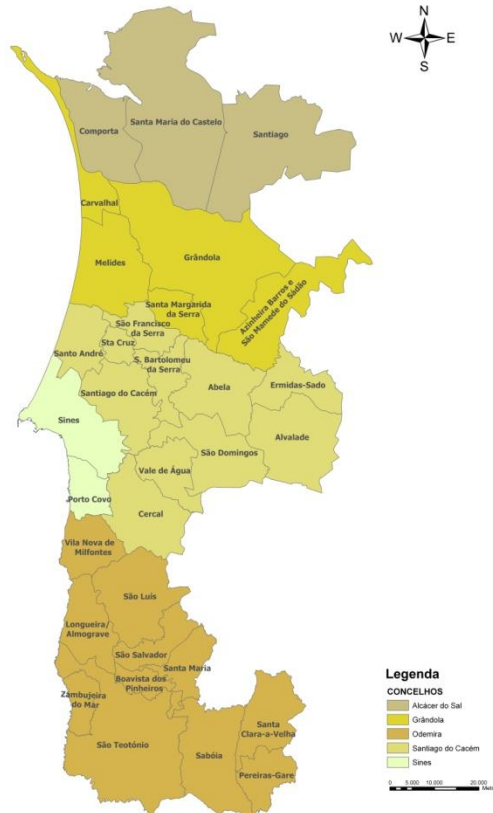 N
W E
S
Comporta
Santa Maria do Castelo
Santiago
Carvalhal
Melides
Grândola
Azinheira Barros e
São Mamede do Sádão
Santa Margarida
da Serra
São Francisco
da Serra
Sta Cruz
Santo André
S. Bartolomeu
da Serra
Santiago do Cacém
Abela
Ermidas-Sado
Sines
Alvalade
São Domingos
Vale de Água
Porto Covo
Cercal
Vila Nova de
Milfontes
São Luís
Longueira/
Almograve
São Salvador
Santa Maria
Boavista dos
Pinheiros
Zambujeira
do Mar
São Teotónio
Sabóia
Santa
Clara-a-Velha
Pereiras-Gare
Legenda
CONCELHOS
Alcácer do Sal
Grândola
Odemira
Santiago do Cacém
Sines
0 5.000 10.000 20.000